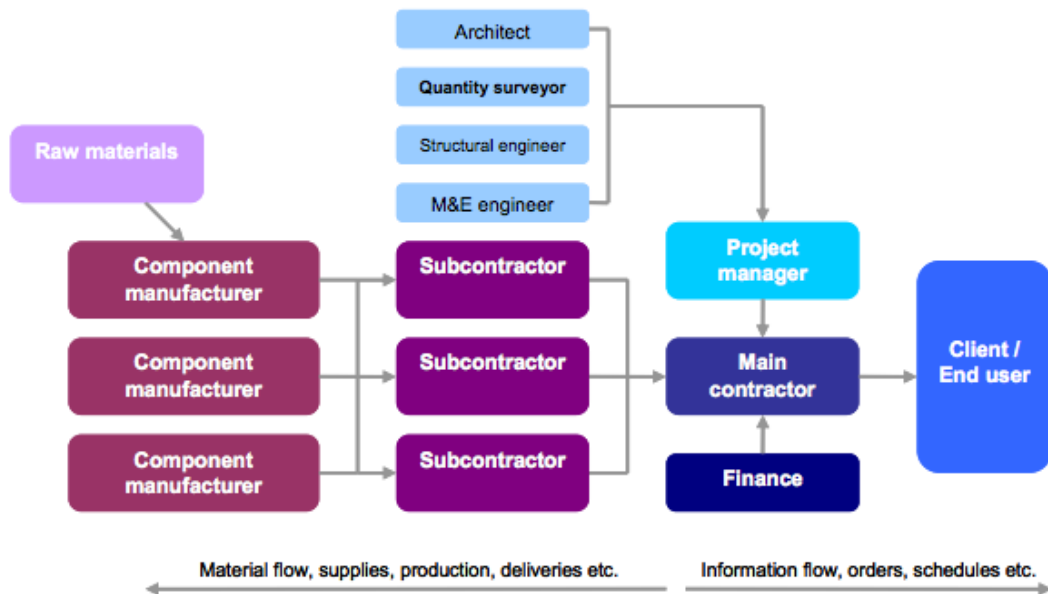 Architect
Quantity surveyor
Structural engineer
M&E engineer
Raw materials
Component
manufacturer
Subcontractor
Project
manager
Component
manufacturer
Subcontractor
Main
contractor
Client /
End user
Component
manufacturer
Subcontractor
Finance
Material flow, supplies, production, deliveries etc.
Information flow, orders, schedules etc.